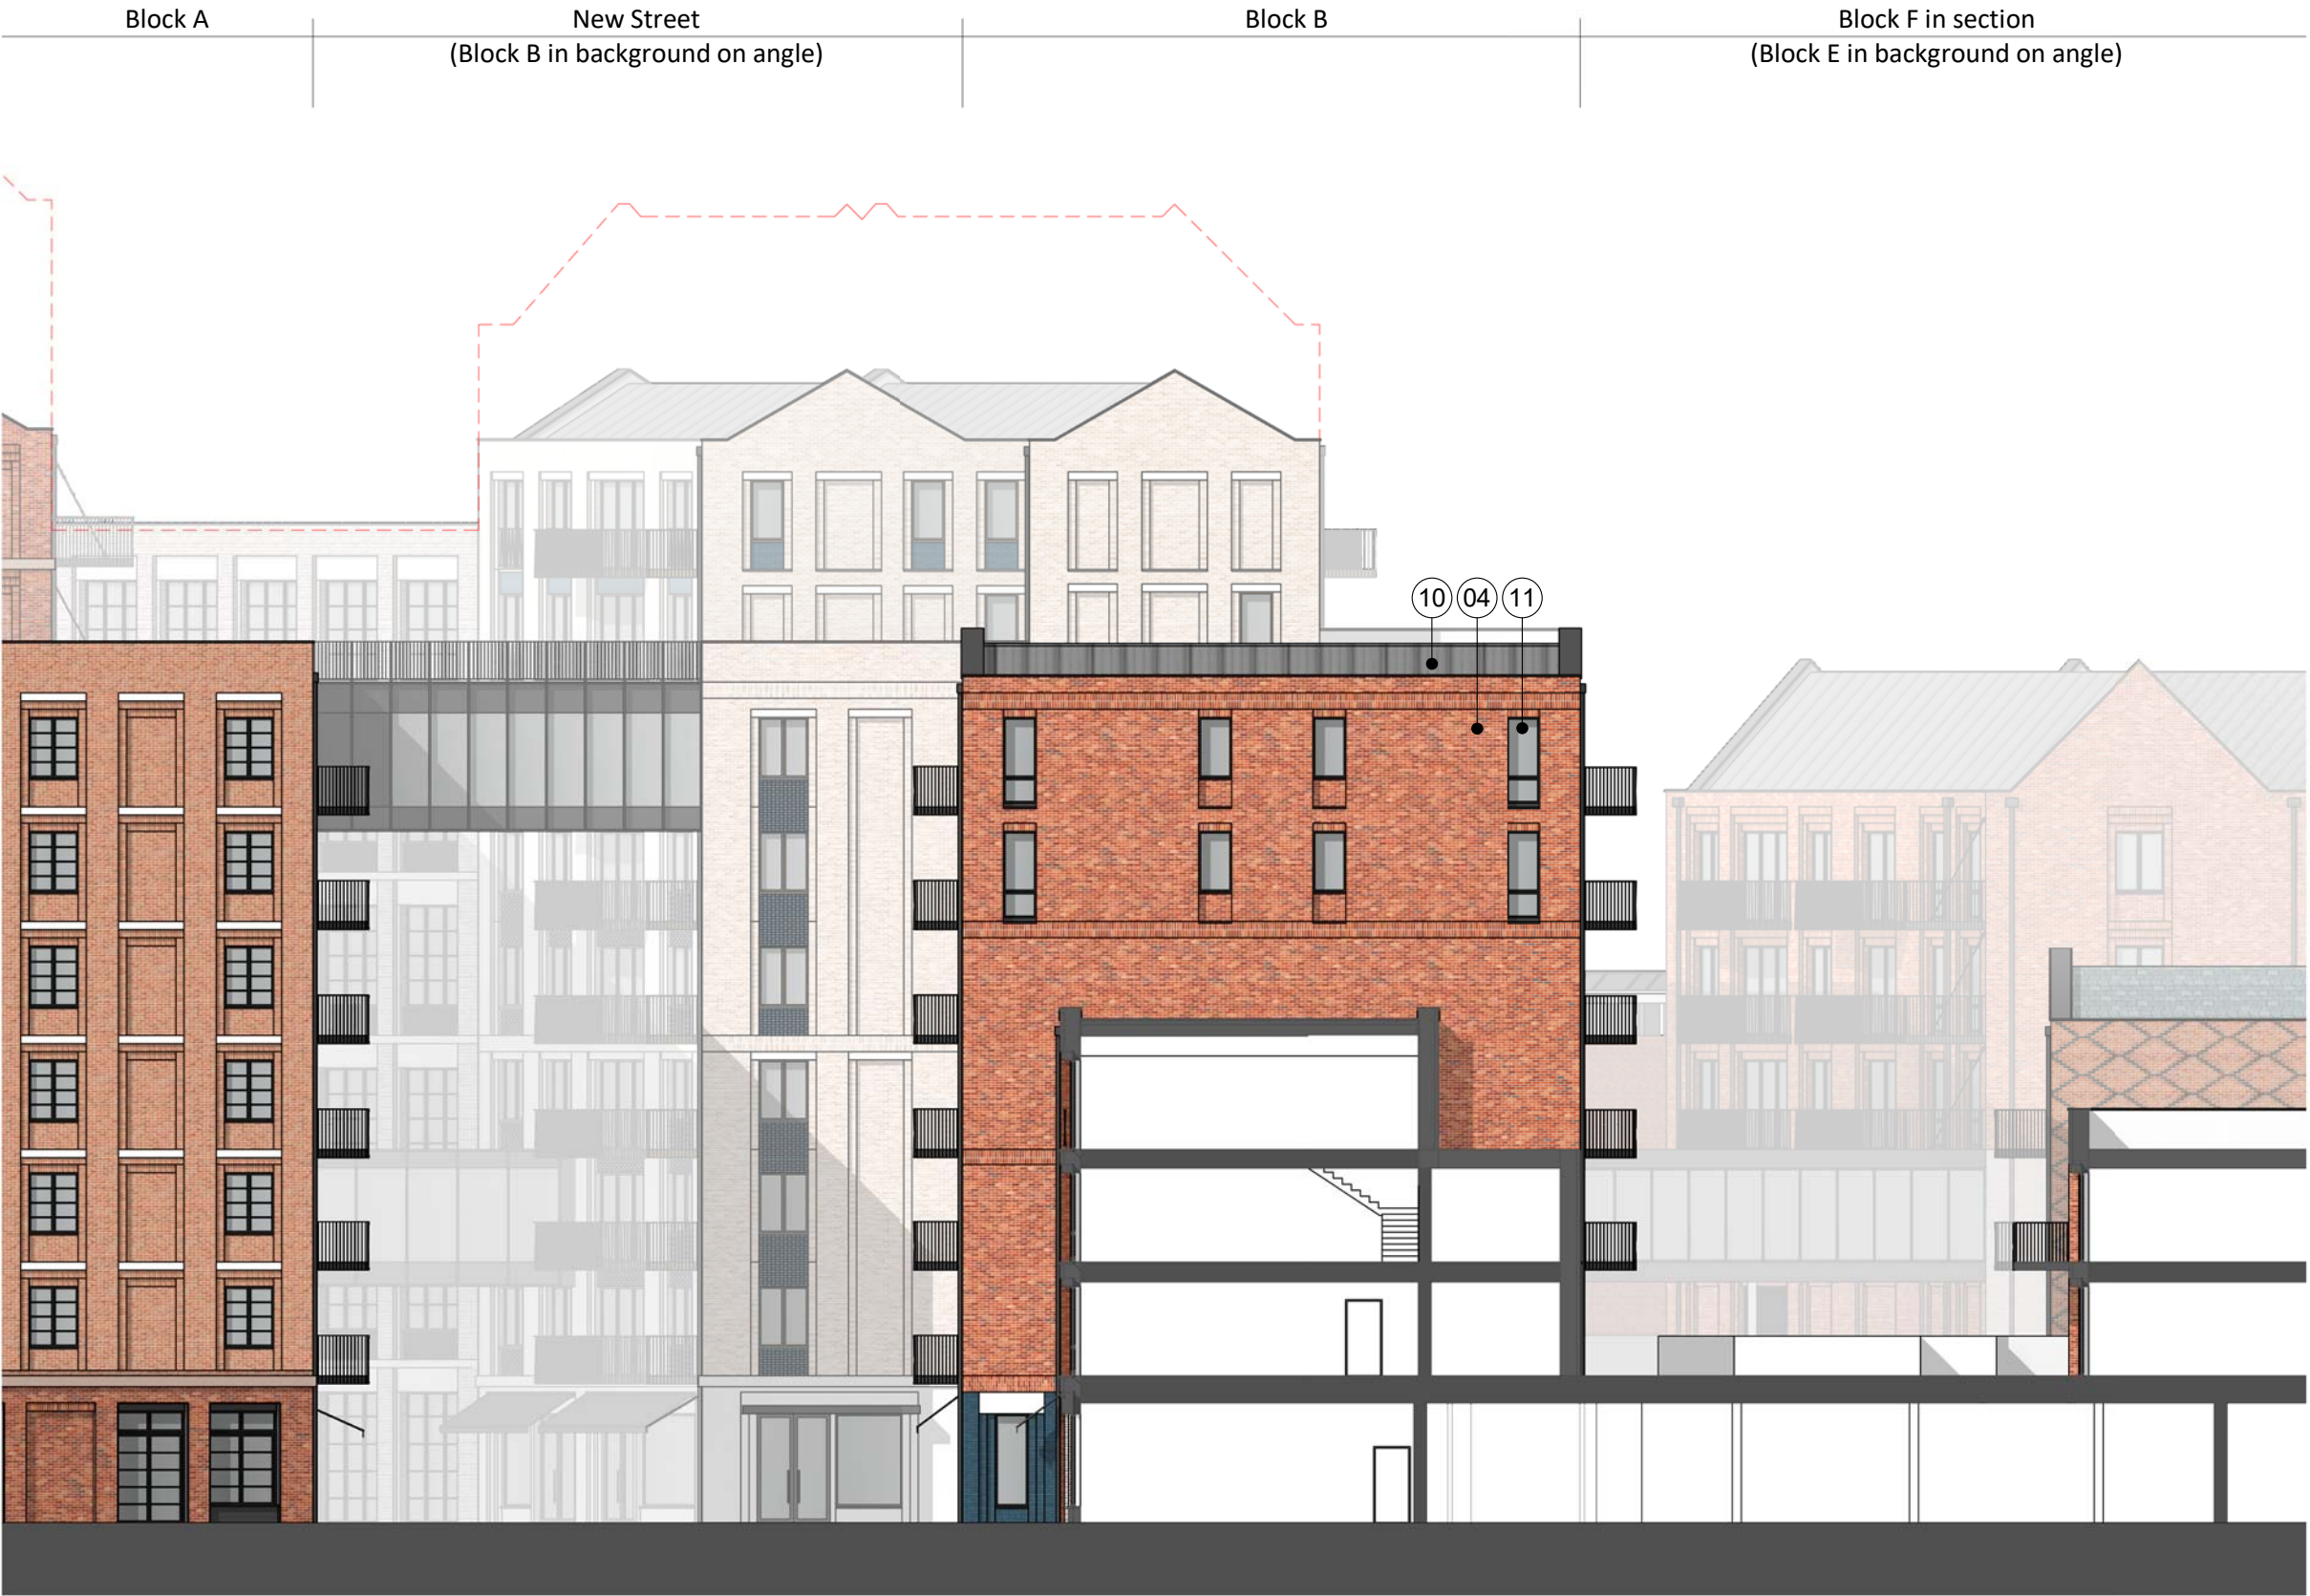 Block A
New Street
(Block B in background on angle)
Block B
Block F in section
(Block E in background on angle)
10 04 11